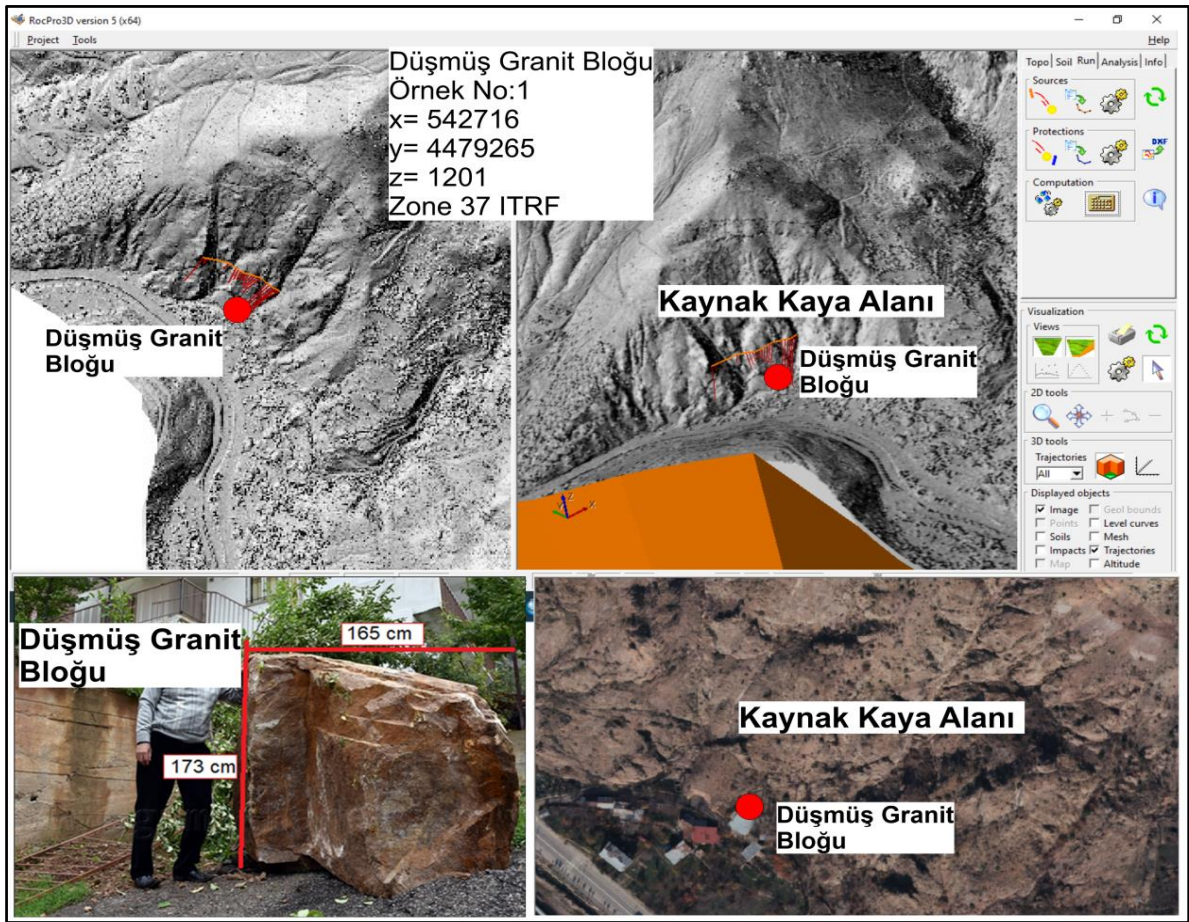 RocPro3D version 5 (x64)
Project Tools
Help
Düşmüş Granit Bloğu
Örnek No:1
x= 542716
y= 4479265
z= 1201
Zone 37 ITRF
Düşmüş Granit
Bloğu
Kaynak Kaya Alanı
Düşmüş Granit
Bloğu
Topo Soil Run Analysis Info
Sources
Protections
DXF
Computation
Visualization
Views
2D tools
3D tools
Trajectories
All
Displayed objects
Image Geol bounds
Points Level curves
Soils Mesh
Impacts Trajectories
Map Altitude
Z
Y
X
Düşmüş Granit
Bloğu
165 cm
173 cm
Kaynak Kaya Alanı
Düşmüş Granit
Bloğu